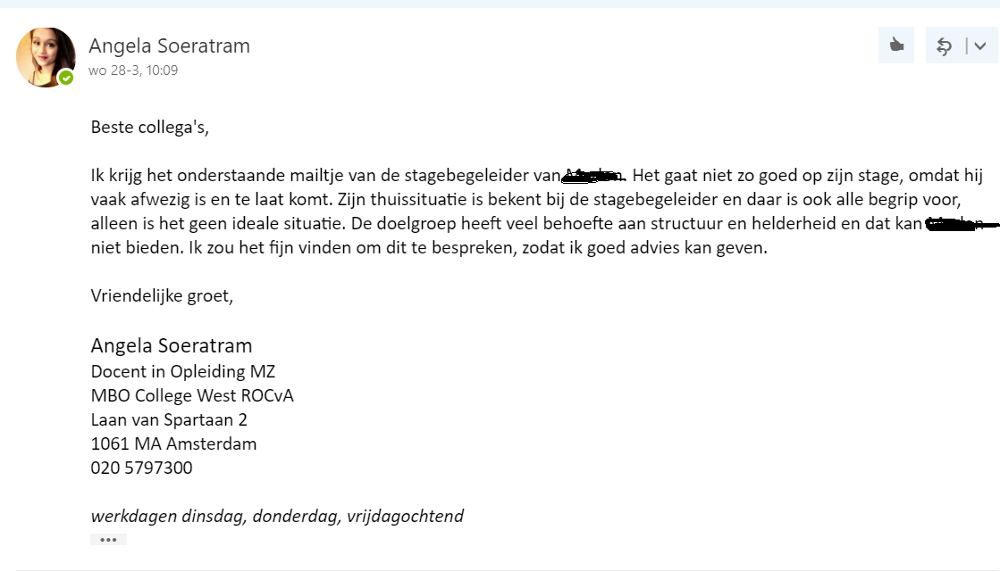 Angela Soeratram
wo 28-3, 10:09
Beste collega's,
Ik krijg het onderstaande mailtje van de stagebegeleider van . Het gaat niet zo goed op zijn stage, omdat hij
vaak afwezig is en te laat komt. Zijn thuissituatie is bekent bij de stagebegeleider en daar is ook alle begrip voor,
alleen is het geen ideale situatie. De doelgroep heeft veel behoefte aan structuur en helderheid en dat kan
niet bieden. Ik zou het fijn vinden om dit te bespreken, zodat ik goed advies kan geven.
Vriendelijke groet,
Angela Soeratram
Docent in Opleiding MZ
MBO College West ROCvA
Laan van Spartaan 2
1061 MA Amsterdam
020 5797300
werkdagen dinsdag, donderdag, vrijdagochtend